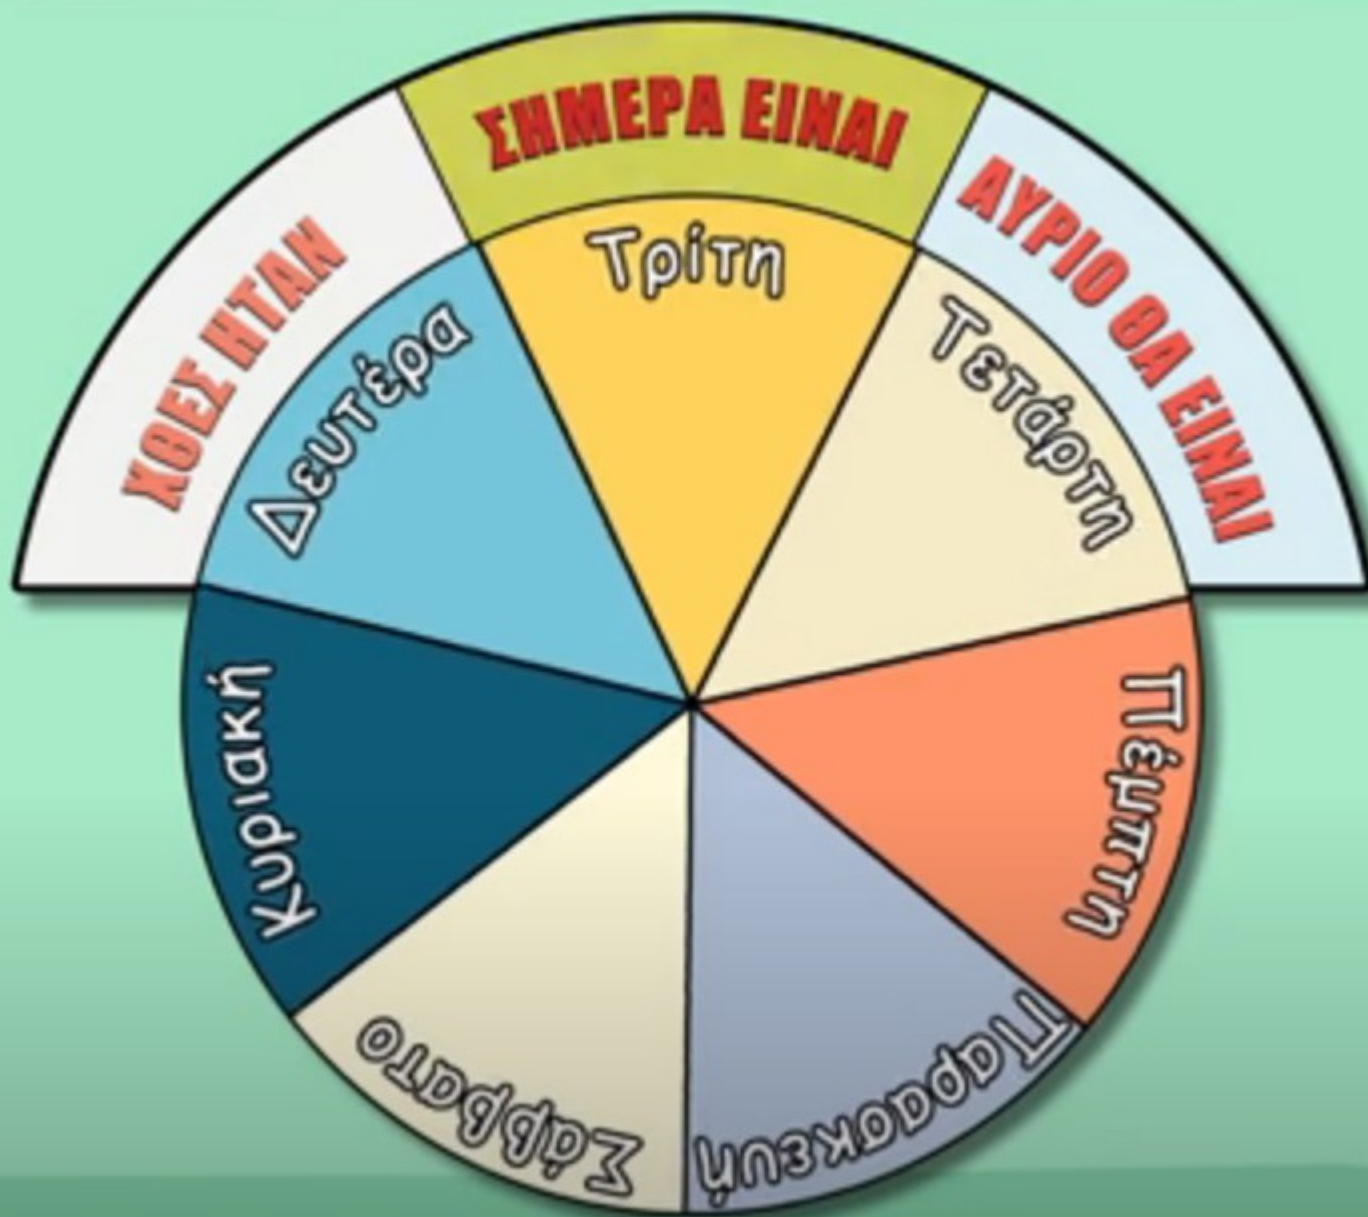 ΧΘΕΣ ΗΤΑΝ
ΣΗΜΕΡΑ ΕΙΝΑΙ
ΑΥΡΙΟ ΘΑ ΕΙΝΑΙ
Δευτέρα
Τρίτη
Τετάρτη
Πέμπτη
Παρασκευή
Σάββατο
Κυριακή